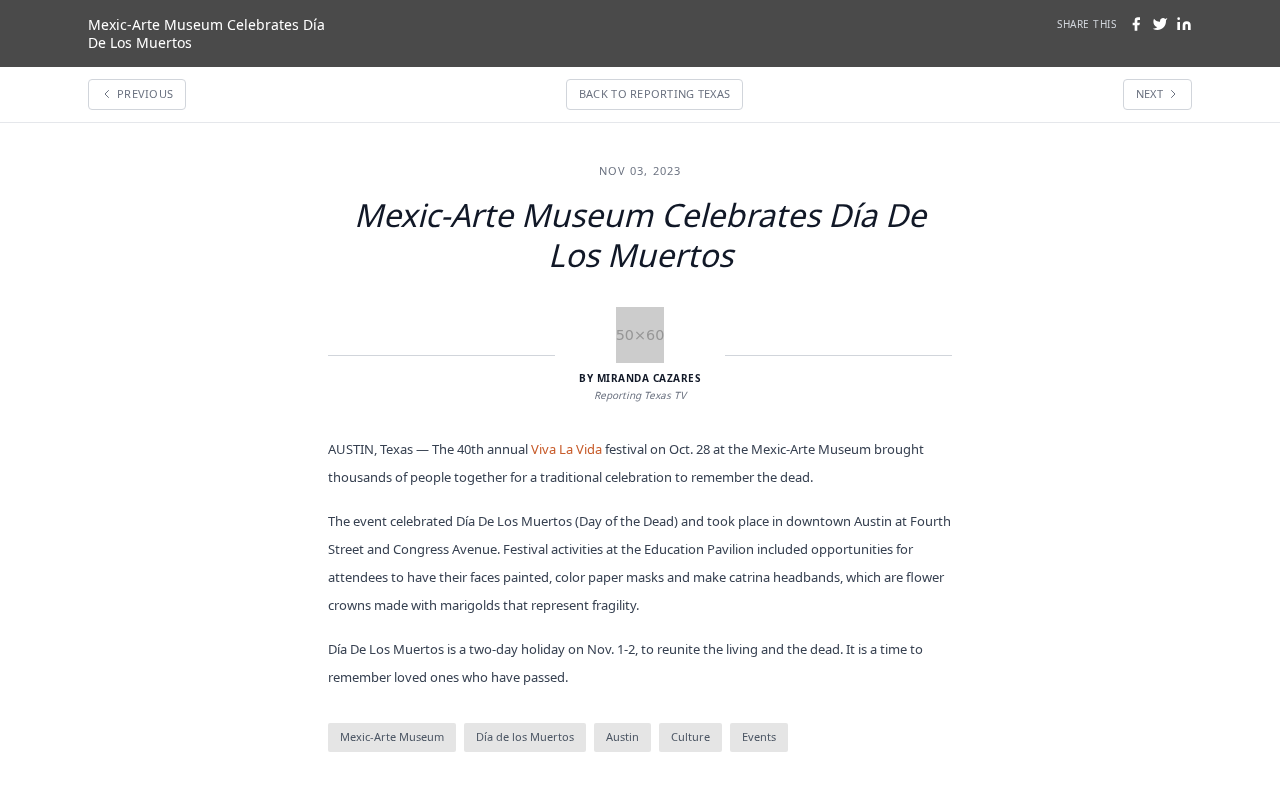 Mexic-Arte Museum Celebrates Día
De Los Muertos
SHARE THIS
PREVIOUS
BACK TO REPORTING TEXAS
NEXT
NOV 03, 2023
Mexic-Arte Museum Celebrates Día De
Los Muertos
50×60
BY MIRANDA CAZARES
Reporting Texas TV
AUSTIN, Texas — The 40th annual Viva La Vida festival on Oct. 28 at the Mexic-Arte Museum brought
thousands of people together for a traditional celebration to remember the dead.
The event celebrated Día De Los Muertos (Day of the Dead) and took place in downtown Austin at Fourth
Street and Congress Avenue. Festival activities at the Education Pavilion included opportunities for
attendees to have their faces painted, color paper masks and make catrina headbands, which are flower
crowns made with marigolds that represent fragility.
Día De Los Muertos is a two-day holiday on Nov. 1-2, to reunite the living and the dead. It is a time to
remember loved ones who have passed.
Mexic-Arte Museum
Día de los Muertos
Austin
Culture
Events